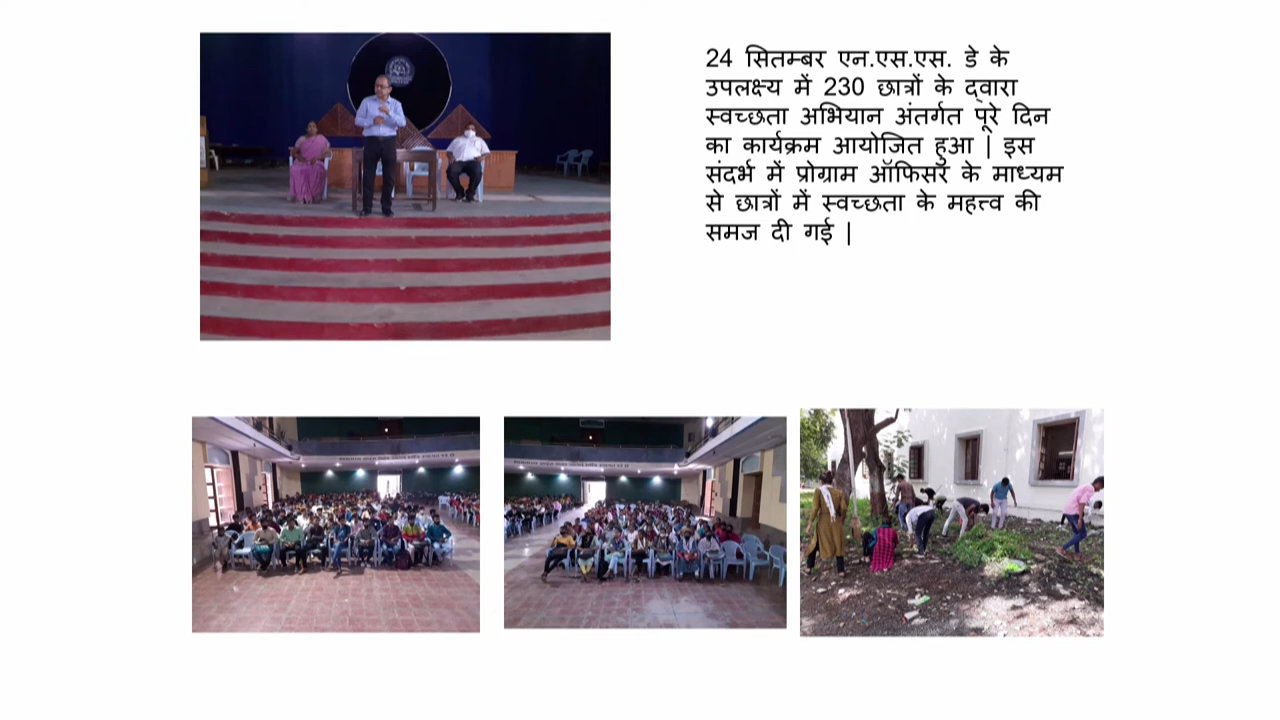 24 सितम्बर एन.एस.एस. डे के
उपलक्ष्य में 230 छात्रों के द्वारा
स्वच्छता अभियान अंतर्गत पूरे दिन
का कार्यक्रम आयोजित हुआ | इस
संदर्भ में प्रोग्राम ऑफिसर के माध्यम
से छात्रों में स्वच्छता के महत्त्व की
समज दी गई |